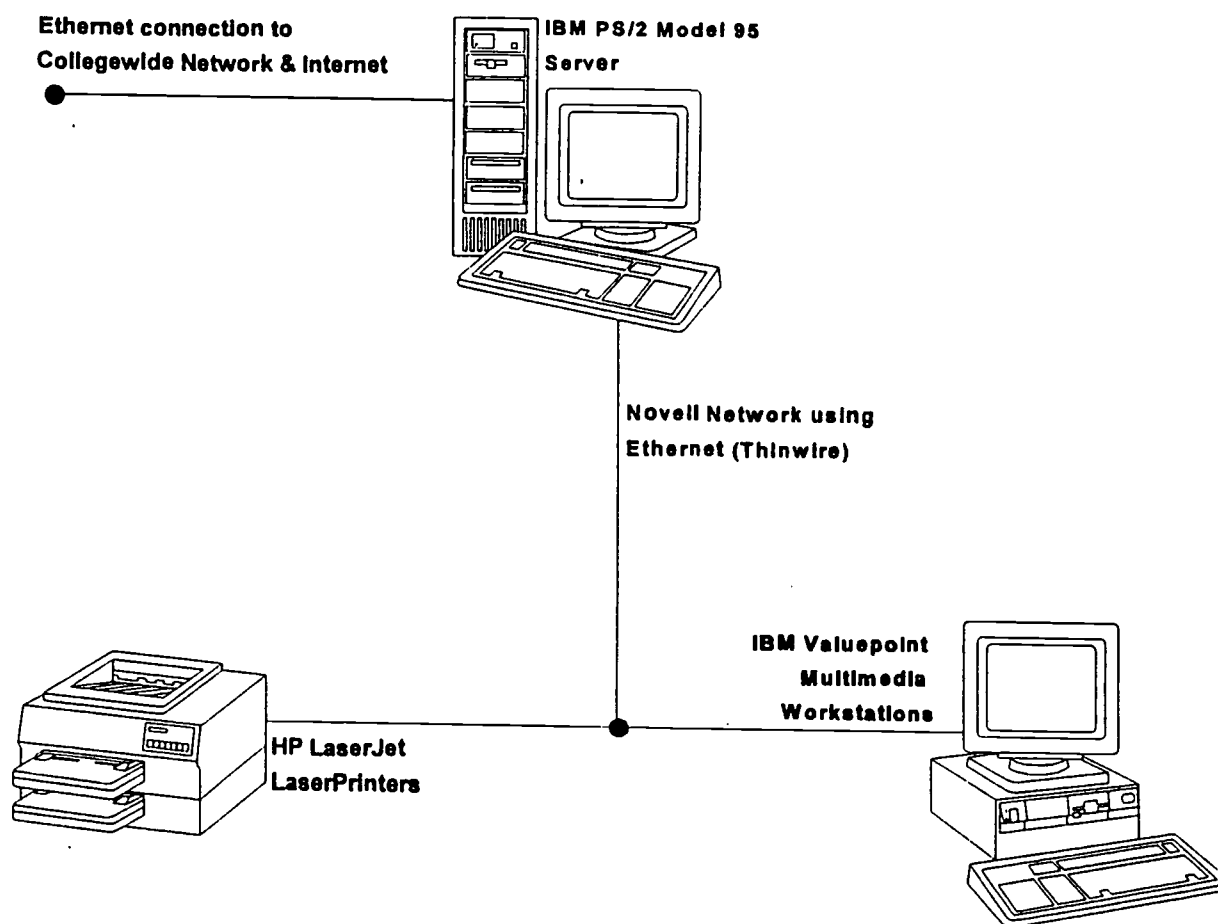 Ethernet connection to
Collegewide Network & Internet
IBM PS/2 Model 95
Server
Novell Network using
Ethernet (Thinwire)
IBM Valuepoint
Multimedia
Workstations
HP LaserJet
LaserPrinters